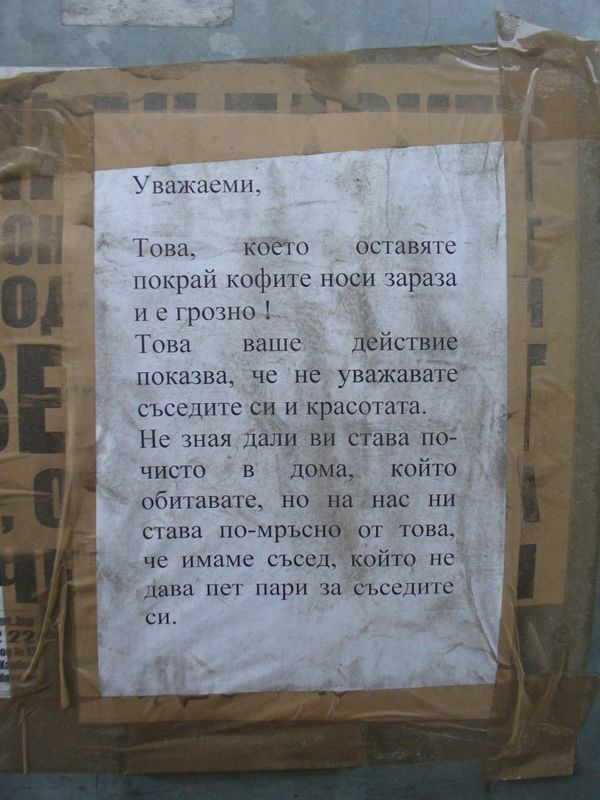 Уважаеми,
Това, което оставяте
покрай кофите носи зараза
и е грозно !
Това ваше действие
показва, че не уважавате
съседите си и красотата.
Не зная дали ви става по-
чисто в дома, който
обитавате, но на нас ни
става по-мръсно от това,
че имаме съсед, който не
дава пет пари за съседите
си.